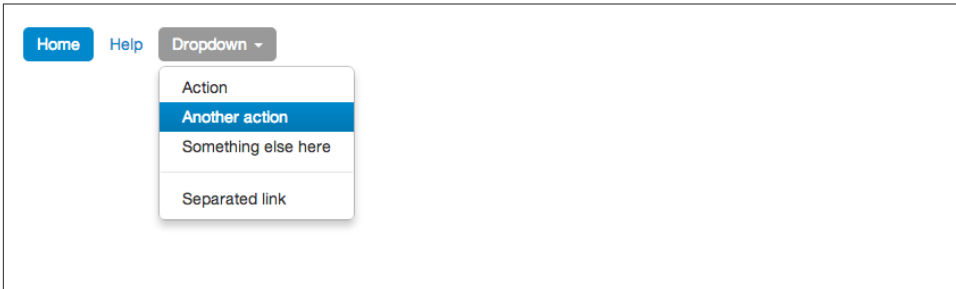 Home Help Dropdown
Action
Another action
Something else here
Separated link